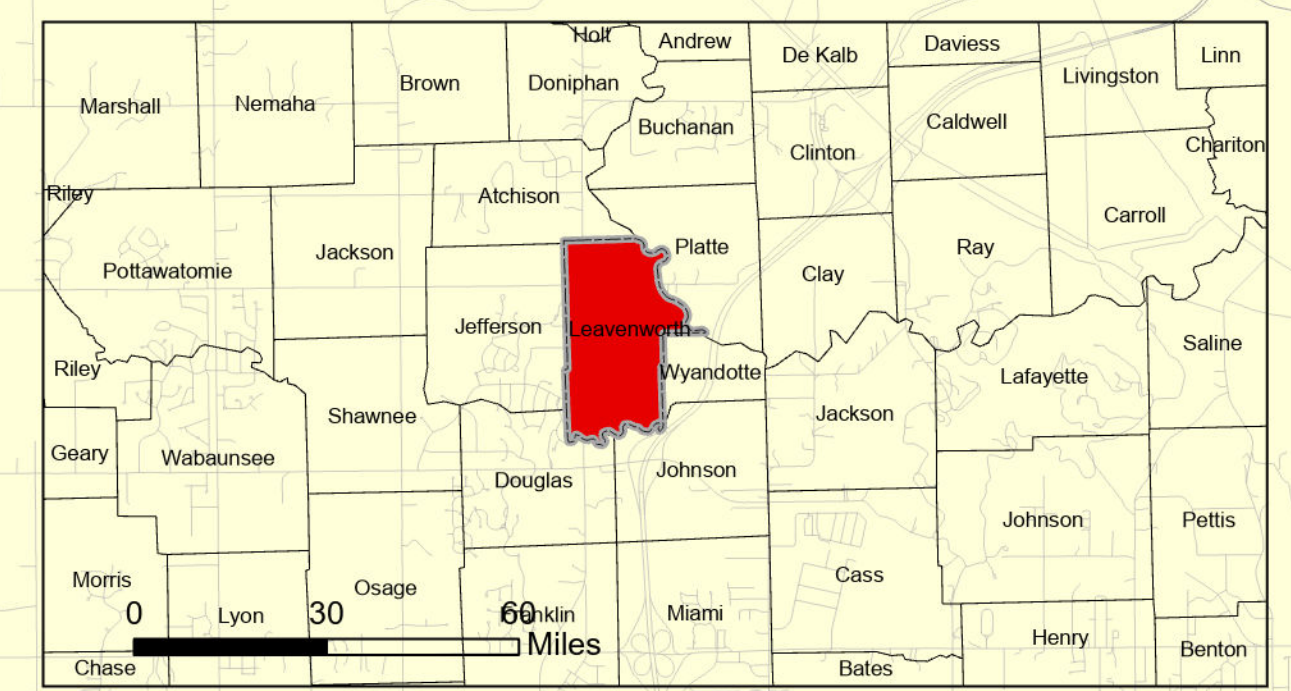 Holt
Andrew
De Kalb
Daviess
Livingston
Linn
Marshall
Nemaha
Brown
Doniphan
Buchanan
Clinton
Caldwell
Chariton
Riley
Atchison
Carroll
Pottawatomie
Jackson
Platte
Clay
Ray
Jefferson
Leavenworth
Saline
Riley
Wyandotte
Lafayette
Shawnee
Jackson
Geary
Wabaunsee
Douglas
Johnson
Johnson
Pettis
Morris
Osage
Cass
0 30 60
Lyon
Franklin
Miami
Miles
Henry
Benton
Chase
Bates